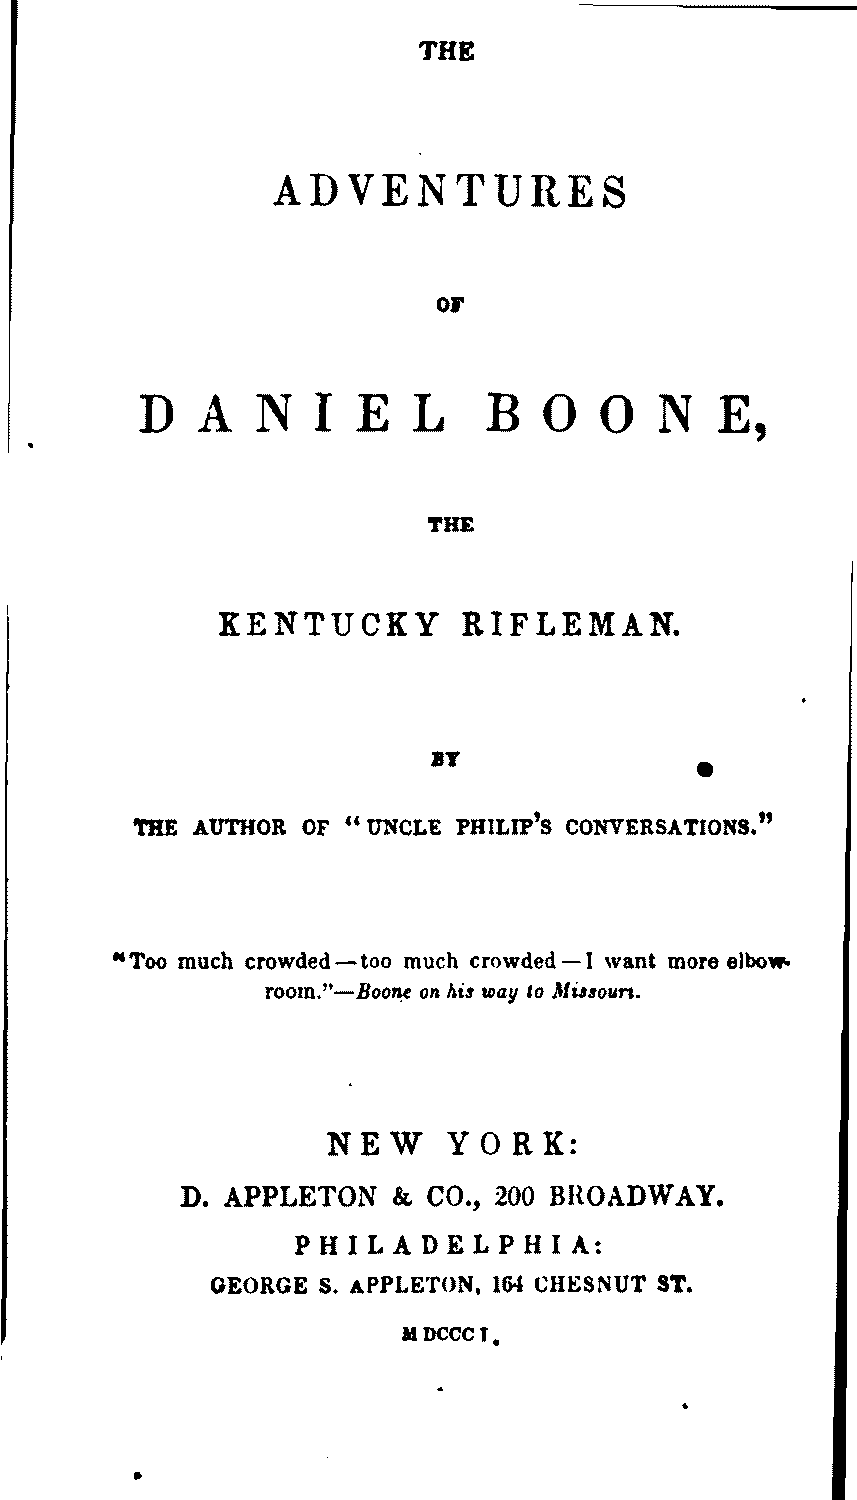 THE
ADVENTURES
OF
DANIEL BOONE,
THE
KENTUCKY RIFLEMAN.
BY
THE AUTHOR OF "UNCLE PHILIP'S CONVERSATIONS."
"Too much crowded—too much crowded—I want more elbow-
room."—Boone on his way to Missouri.
NEW YORK:
D. APPLETON & CO., 200 BROADWAY.
PHILADELPHIA:
GEORGE S. APPLETON, 164 CHESNUT ST.